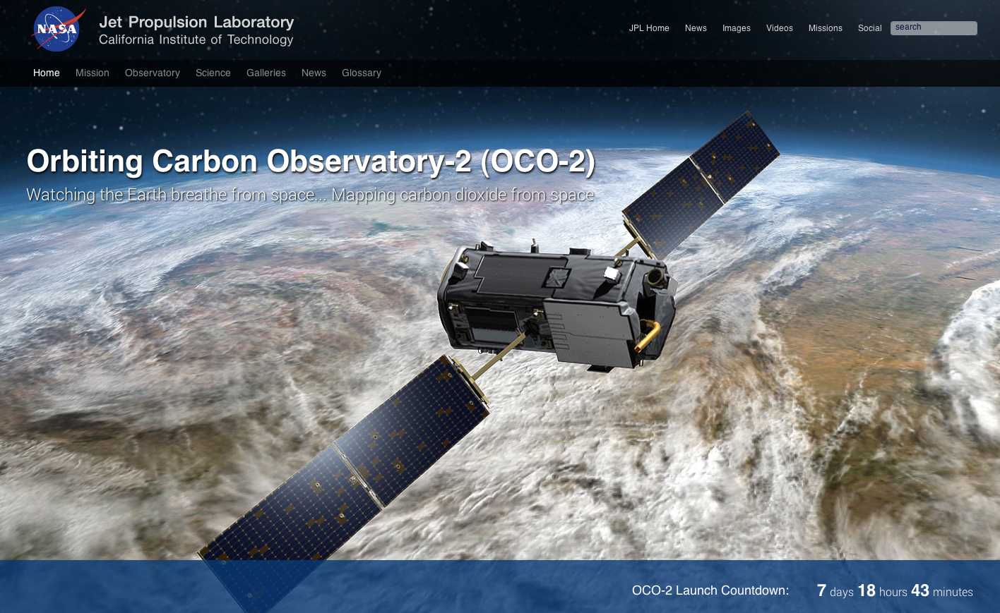 NASA
Jet Propulsion Laboratory
California Institute of Technology
JPL Home News Images Videos Missions Social search
Home Mission Observatory Science Galleries News Glossary
Orbiting Carbon Observatory-2 (OCO-2)
Watching the Earth breathe from space... Mapping carbon dioxide from space
OCO-2 Launch Countdown: 7 days 18 hours 43 minutes